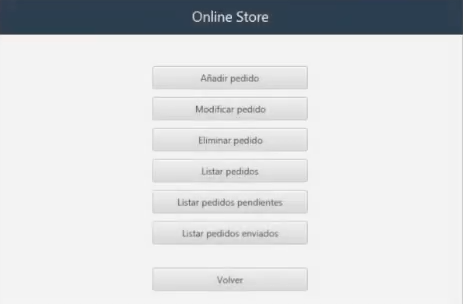 Online Store
Añadir pedido
Modificar pedido
Eliminar pedido
Listar pedidos
Listar pedidos pendientes
Listar pedidos enviados
Volver